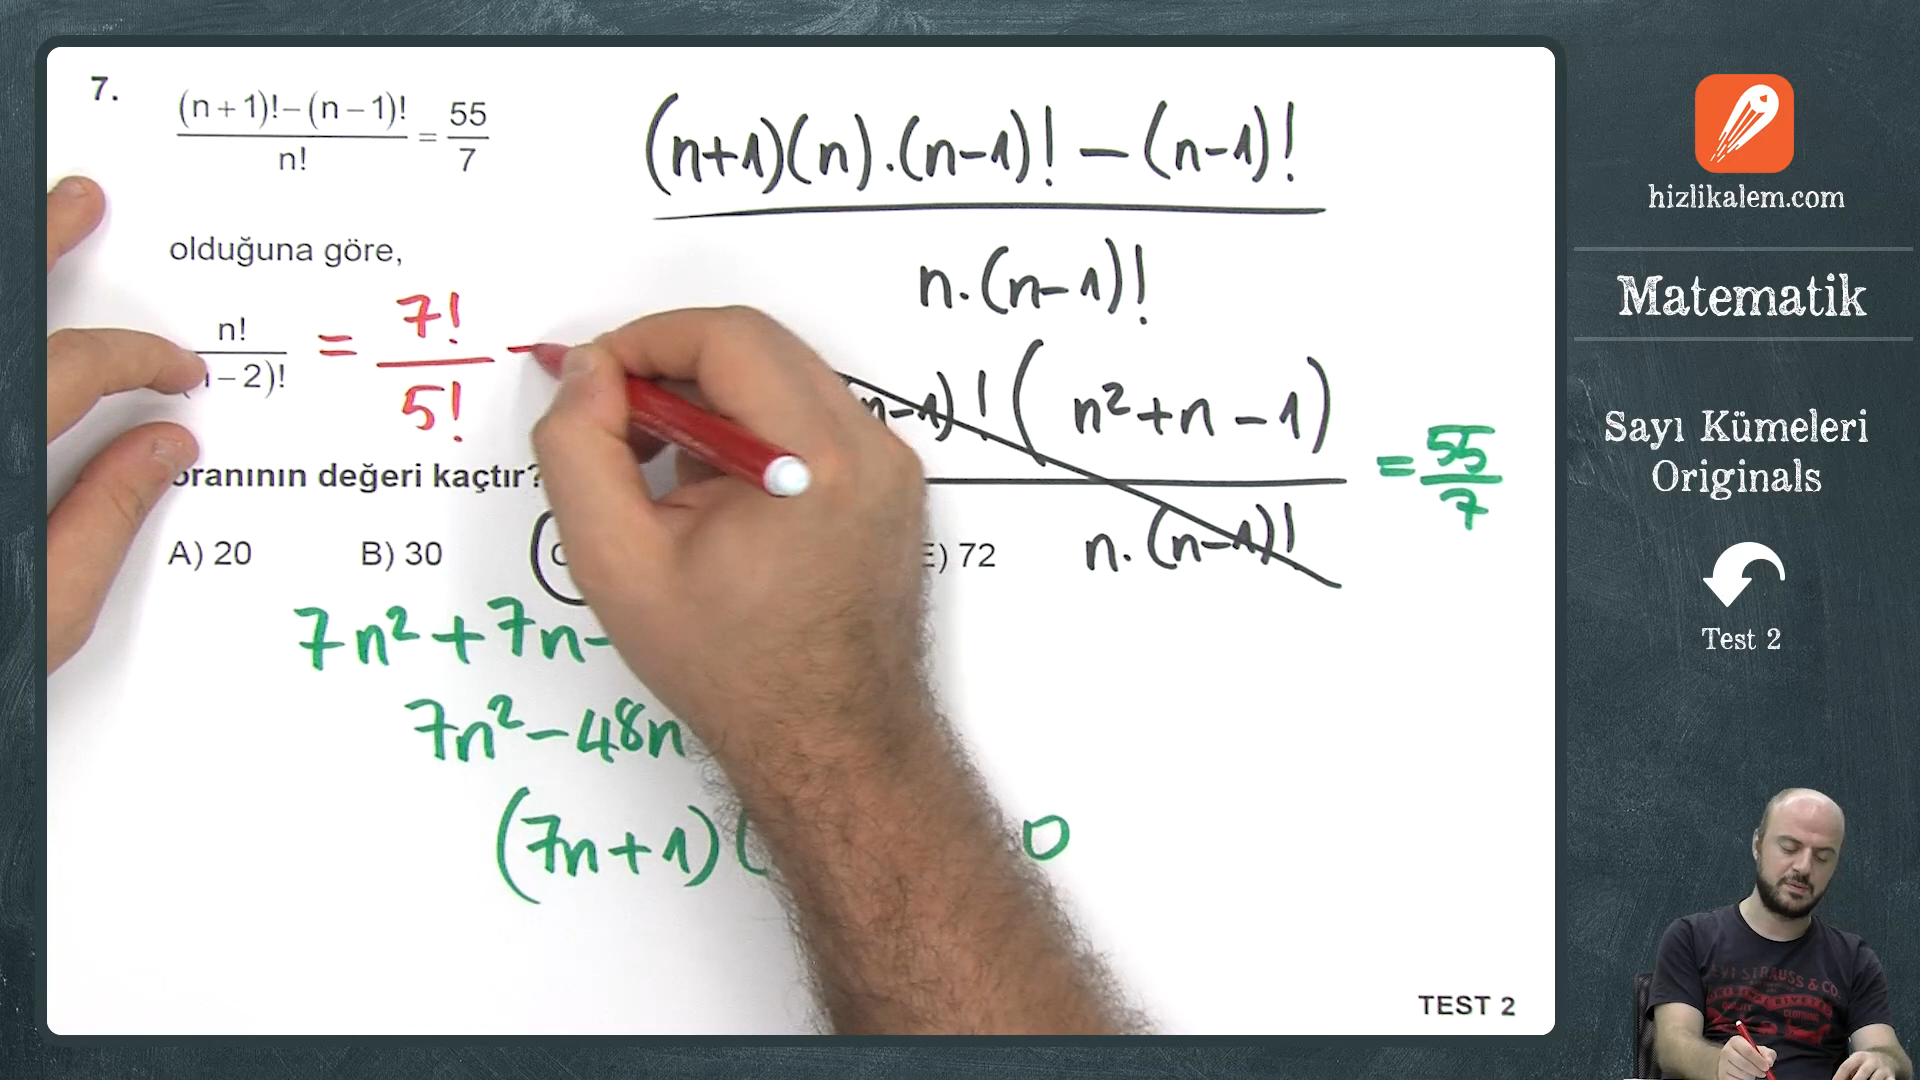 7.
(n+1)!–(n–1)!
n!
=
55
7
olduğuna göre,
n!
–2)!
=
7!
5!
oranının değeri kaçtır?
A) 20
B) 30
E) 72
(n+1)(n).(n-1)! – (n-1)!
n.(n-1)!
n-1)! (n²+n-1)
n.(n-1)!
=
55
7
7n²+7n-
7n²-48n
(7n+1)(
0
TEST 2
hizlikalem.com
Matematik
Sayı Kümeleri
Originals
Test 2